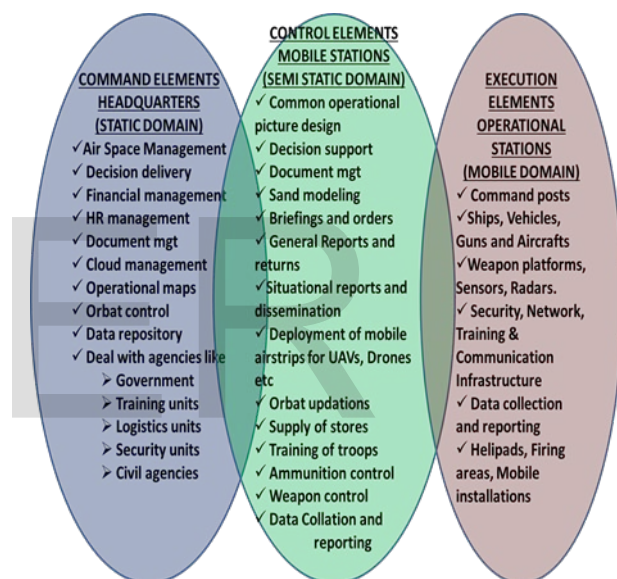 COMMAND ELEMENTS
HEADQUARTERS
(STATIC DOMAIN)
✓Air Space Management
✓ Decision delivery
✓ Financial management
✓ HR management
✓ Document mgt
✓ Cloud management
✓ Operational maps
✓ Orbat control
✓ Data repository
✓ Deal with agencies like
➢ Government
➢ Training units
➢ Logistics units
➢ Security units
➢ Civil agencies
CONTROL ELEMENTS
MOBILE STATIONS
(SEMI STATIC DOMAIN)
✓ Common operational
picture design
✓ Decision support
✓ Document mgt
✓ Sand modeling
✓ Briefings and orders
✓ General Reports and
returns
✓Situational reports and
dissemination
✓ Deployment of mobile
airstrips for UAVs, Drones
etc
✓ Orbat updations
✓ Supply of stores
✓ Training of troops
✓ Ammunition control
✓ Weapon control
✓ Data Collation and
reporting
EXECUTION
ELEMENTS
OPERATIONAL
STATIONS
(MOBILE DOMAIN)
✓ Command posts
✓Ships, Vehicles,
Guns and Aircrafts
✓Weapon platforms,
Sensors, Radars.
✓ Security, Network,
Training &
Communication
Infrastructure
✓ Data collection
and reporting
✓ Helipads, Firing
areas, Mobile
installations
ER